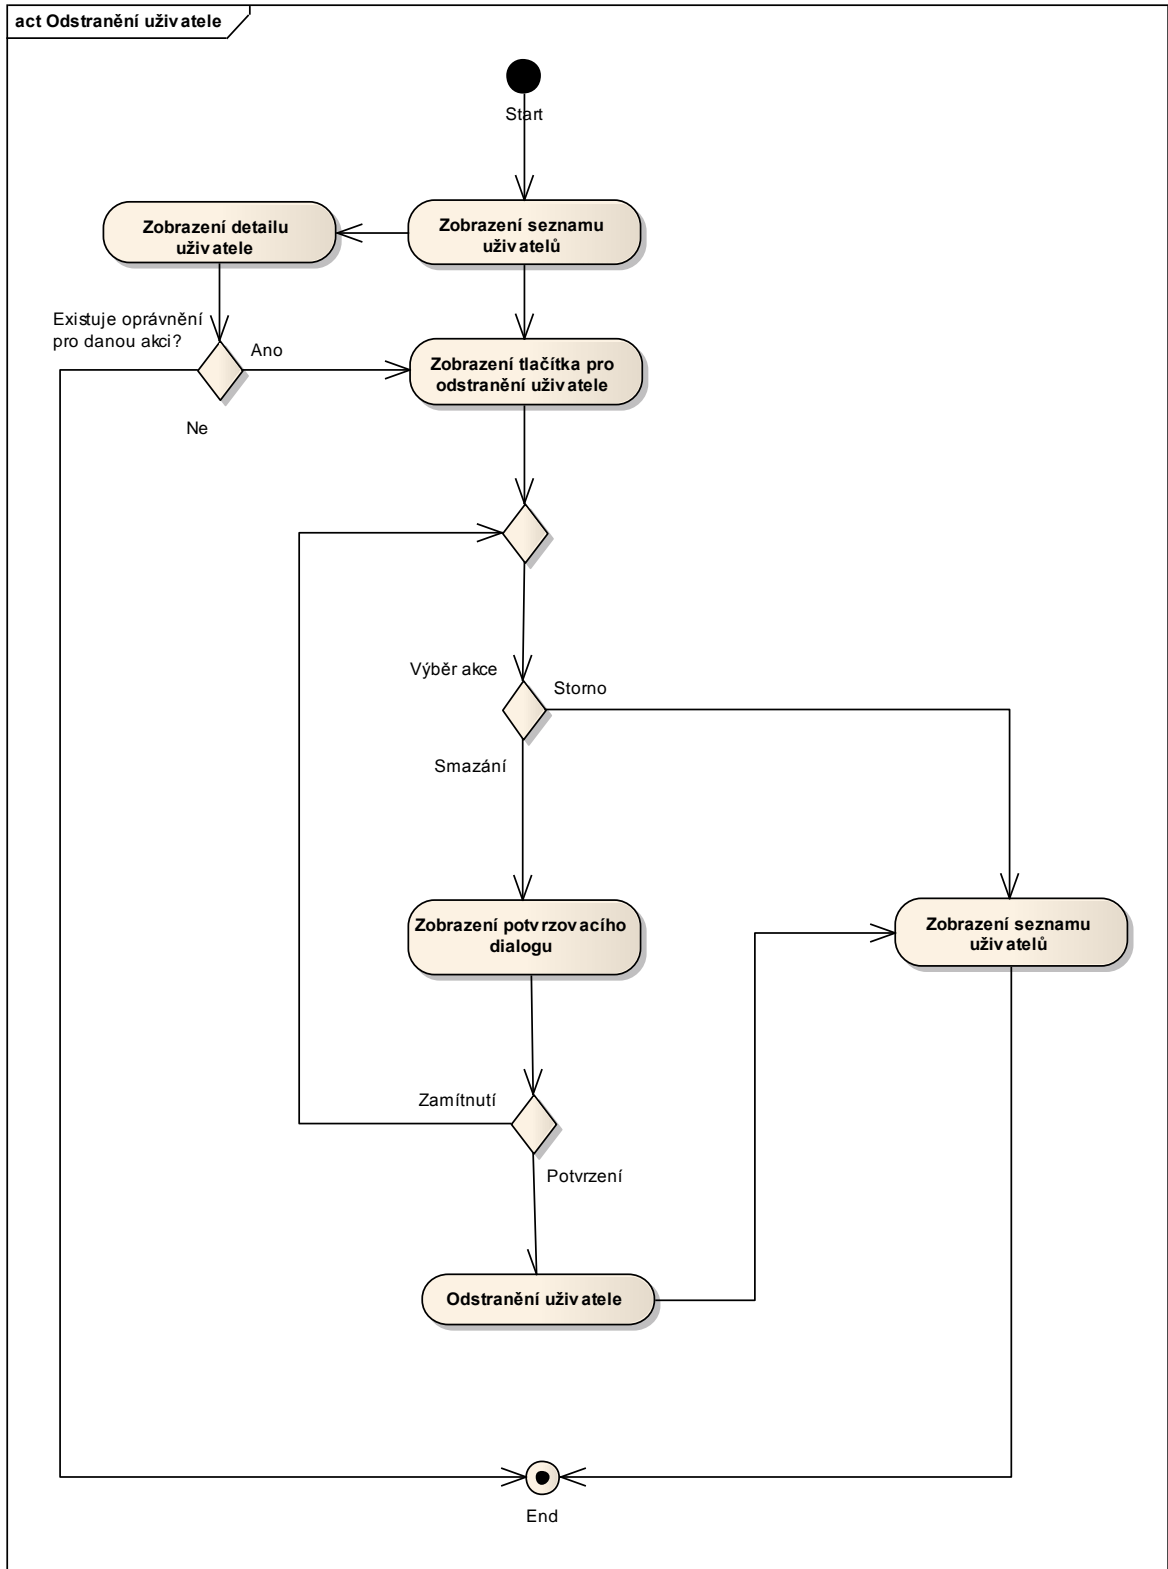 act Odstranění uživatele
Start
Zobrazení detailu
uživatele
Zobrazení seznamu
uživatelů
Existuje oprávnění
pro danou akci?
Ano
Zobrazení tlačítka pro
odstranění uživatele
Ne
Výběr akce
Storno
Smazání
Zobrazení potvrzovacího
dialogu
Zobrazení seznamu
uživatelů
Zamítnutí
Potvrzení
Odstranění uživatele
End